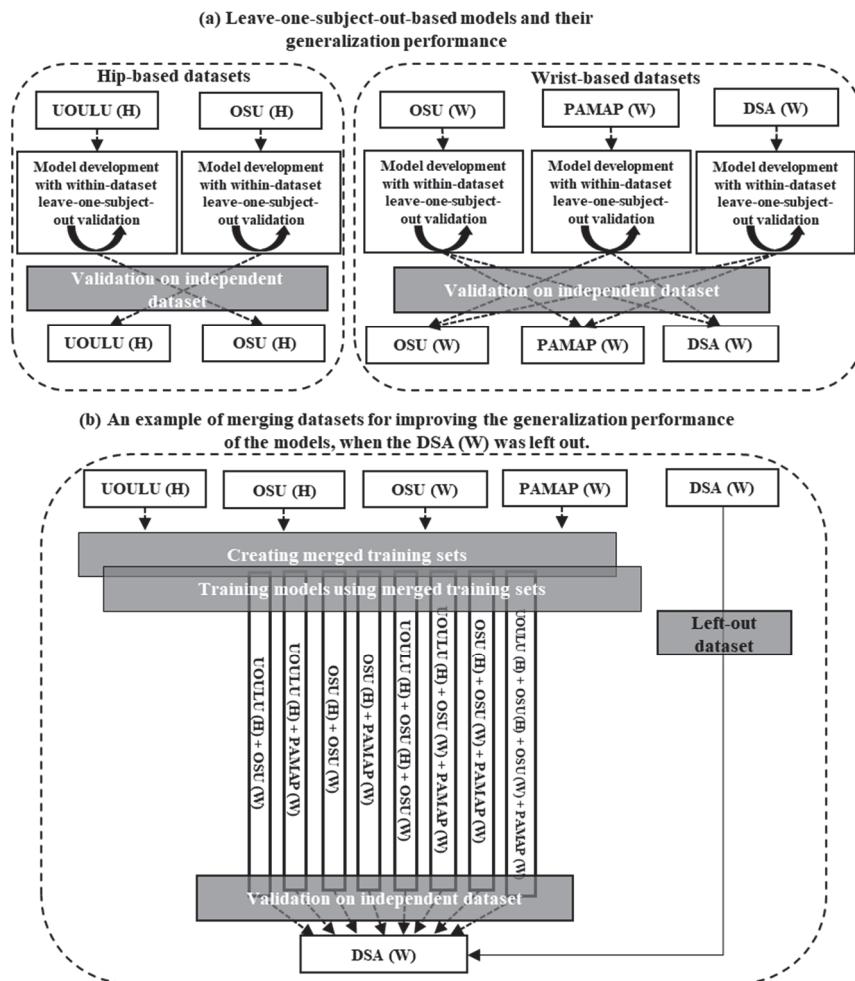 (a) Leave-one-subject-out-based models and their
generalization performance
Hip-based datasets
UOULU (H)
OSU (H)
Model development
with within-dataset
leave-one-subject-
out validation
Model development
with within-dataset
leave-one-subject-
out validation
Validation on independent
dataset
UOULU (H)
OSU (H)
Wrist-based datasets
OSU (W)
PAMAP (W)
DSA (W)
Model development
with within-dataset
leave-one-subject-
out validation
Model development
with within-dataset
leave-one-subject-
out validation
Model development
with within-dataset
leave-one-subject-
out validation
Validation on independent dataset
OSU (W)
PAMAP (W)
DSA (W)
(b) An example of merging datasets for improving the generalization performance
of the models, when the DSA (W) was left out.
UOULU (H)
OSU (H)
OSU (W)
PAMAP (W)
DSA (W)
Creating merged training sets
Training models using merged training sets
Left-out
dataset
UOULU (H) + OSU (W)
UOULU (H) + PAMAP (W)
OSU (H) + OSU (W)
OSU (H) + PAMAP (W)
UOULU (H) + OSU (H) + OSU (W)
UOULU (H) + OSU (W) + PAMAP (W)
OSU (H) + OSU (W) + PAMAP (W)
UOULU (H) + OSU(H) + OSU (W) + PAMAP (W)
Validation on independent dataset
DSA (W)